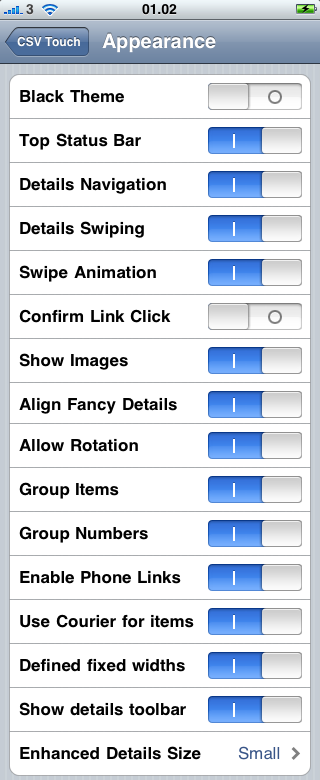 3 01.02
CSV Touch Appearance
Black Theme
Top Status Bar
Details Navigation
Details Swiping
Swipe Animation
Confirm Link Click
Show Images
Align Fancy Details
Allow Rotation
Group Items
Group Numbers
Enable Phone Links
Use Courier for items
Defined fixed widths
Show details toolbar
Enhanced Details Size Small